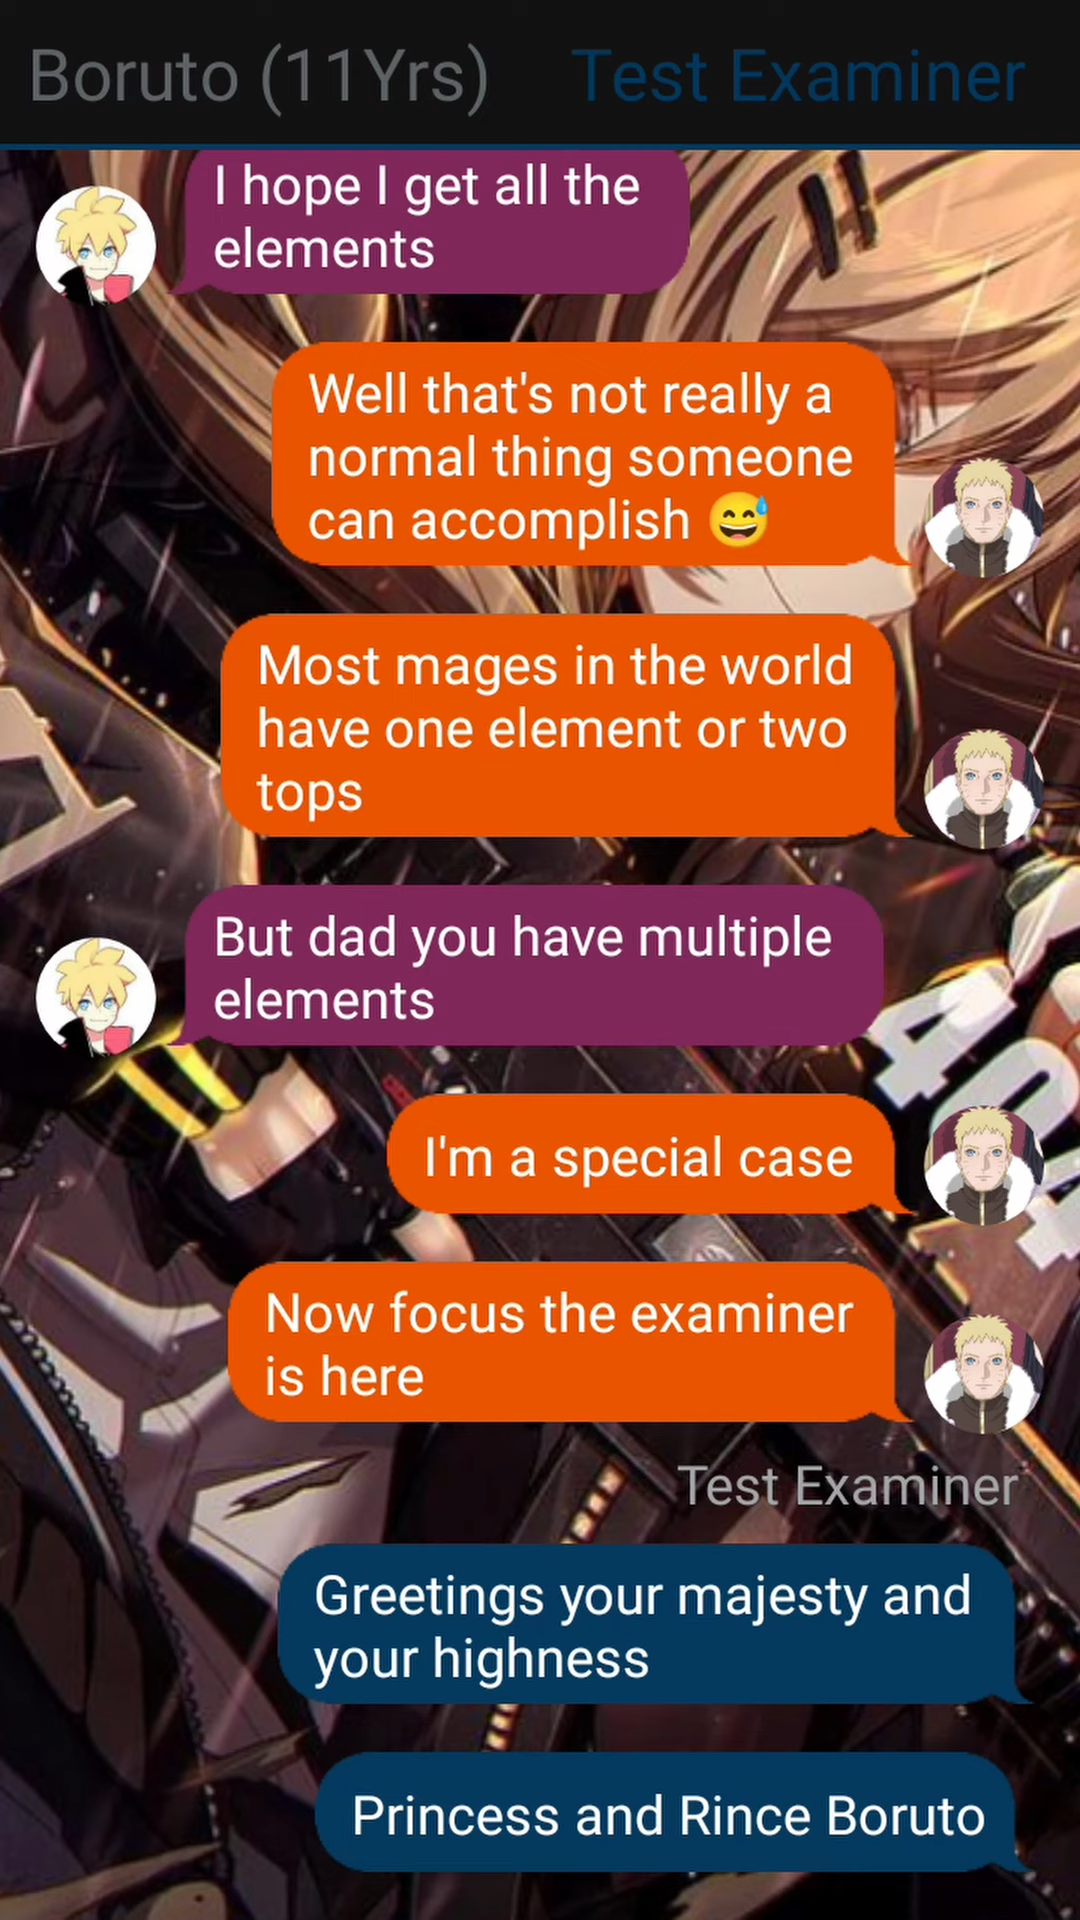 Boruto (11Yrs) Test Examiner
I hope I get all the
elements
Well that's not really a
normal thing someone
can accomplish 😅
Most mages in the world
have one element or two
tops
But dad you have multiple
elements
I'm a special case
Now focus the examiner
is here
Test Examiner
Greetings your majesty and
your highness
Princess and Rince Boruto
404